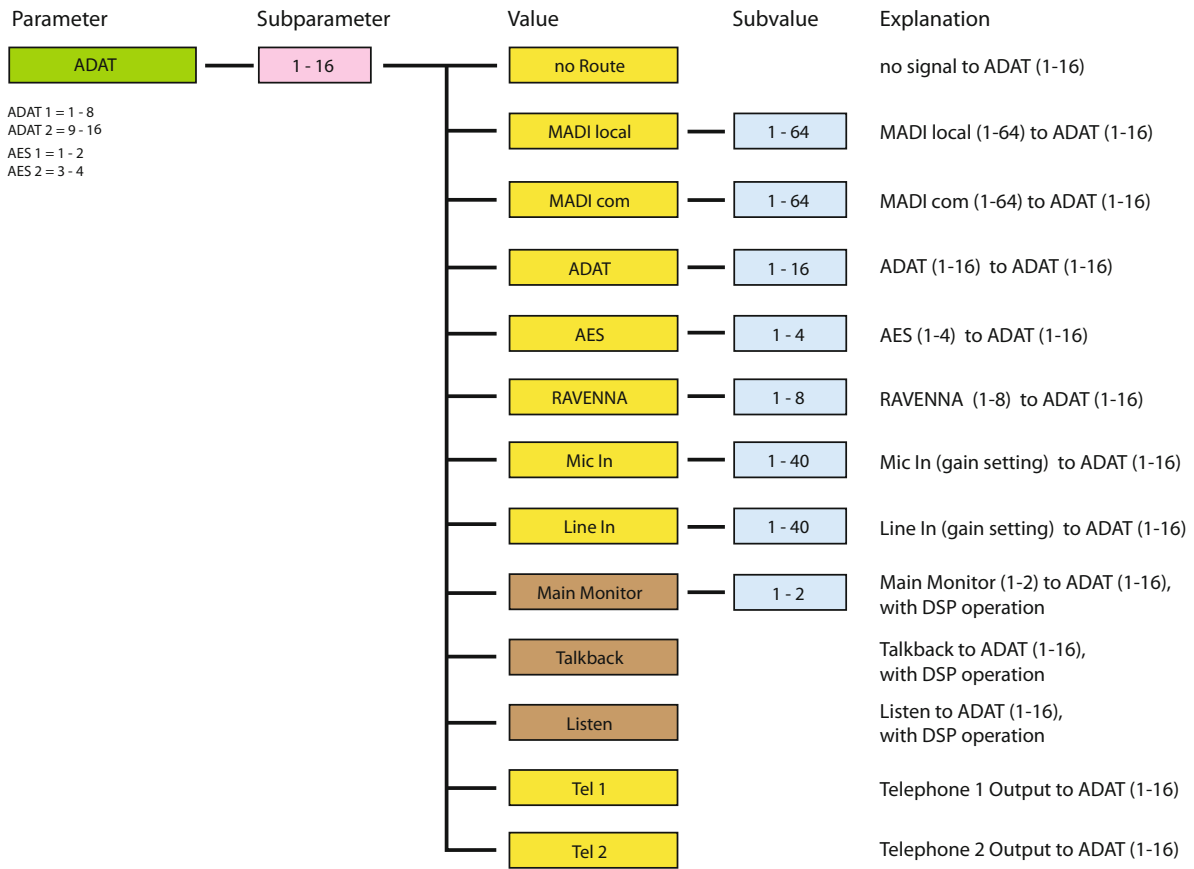 Parameter Subparameter Value Subvalue Explanation
ADAT 1 - 16 no Route no signal to ADAT (1-16)
ADAT 1 = 1 - 8
ADAT 2 = 9 - 16
AES 1 = 1 - 2
AES 2 = 3 - 4
MADI local 1 - 64 MADI local (1-64) to ADAT (1-16)
MADI com 1 - 64 MADI com (1-64) to ADAT (1-16)
ADAT 1 - 16 ADAT (1-16) to ADAT (1-16)
AES 1 - 4 AES (1-4) to ADAT (1-16)
RAVENNA 1 - 8 RAVENNA (1-8) to ADAT (1-16)
Mic In 1 - 40 Mic In (gain setting) to ADAT (1-16)
Line In 1 - 40 Line In (gain setting) to ADAT (1-16)
Main Monitor 1 - 2 Main Monitor (1-2) to ADAT (1-16),
with DSP operation
Talkback Talkback to ADAT (1-16),
with DSP operation
Listen Listen to ADAT (1-16),
with DSP operation
Tel 1 Telephone 1 Output to ADAT (1-16)
Tel 2 Telephone 2 Output to ADAT (1-16)